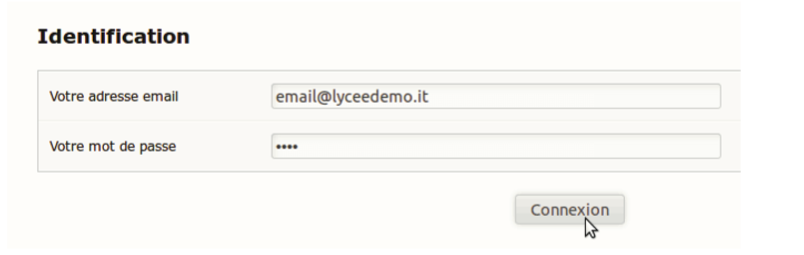 Identification
Votre adresse email email@lyceedemo.it
Votre mot de passe ••••
Connexion